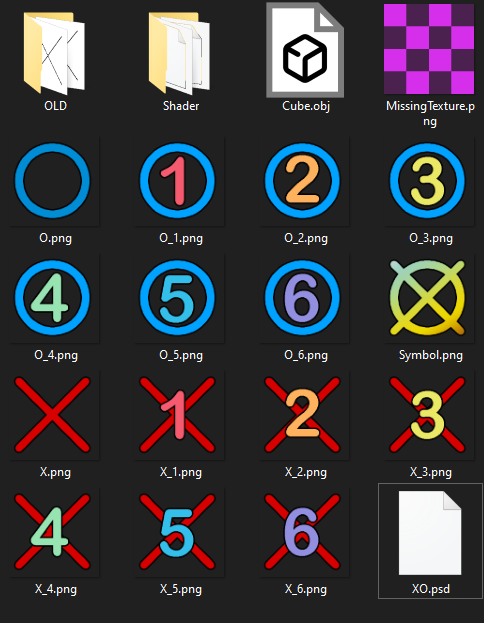 OLD
Shader
Cube.obj
MissingTexture.p
ng
1
2
3
O.png
O_1.png
O_2.png
O_3.png
4
5
6
O_4.png
O_5.png
O_6.png
Symbol.png
1
2
3
X.png
X_1.png
X_2.png
X_3.png
4
5
6
X_4.png
X_5.png
X_6.png
XO.psd